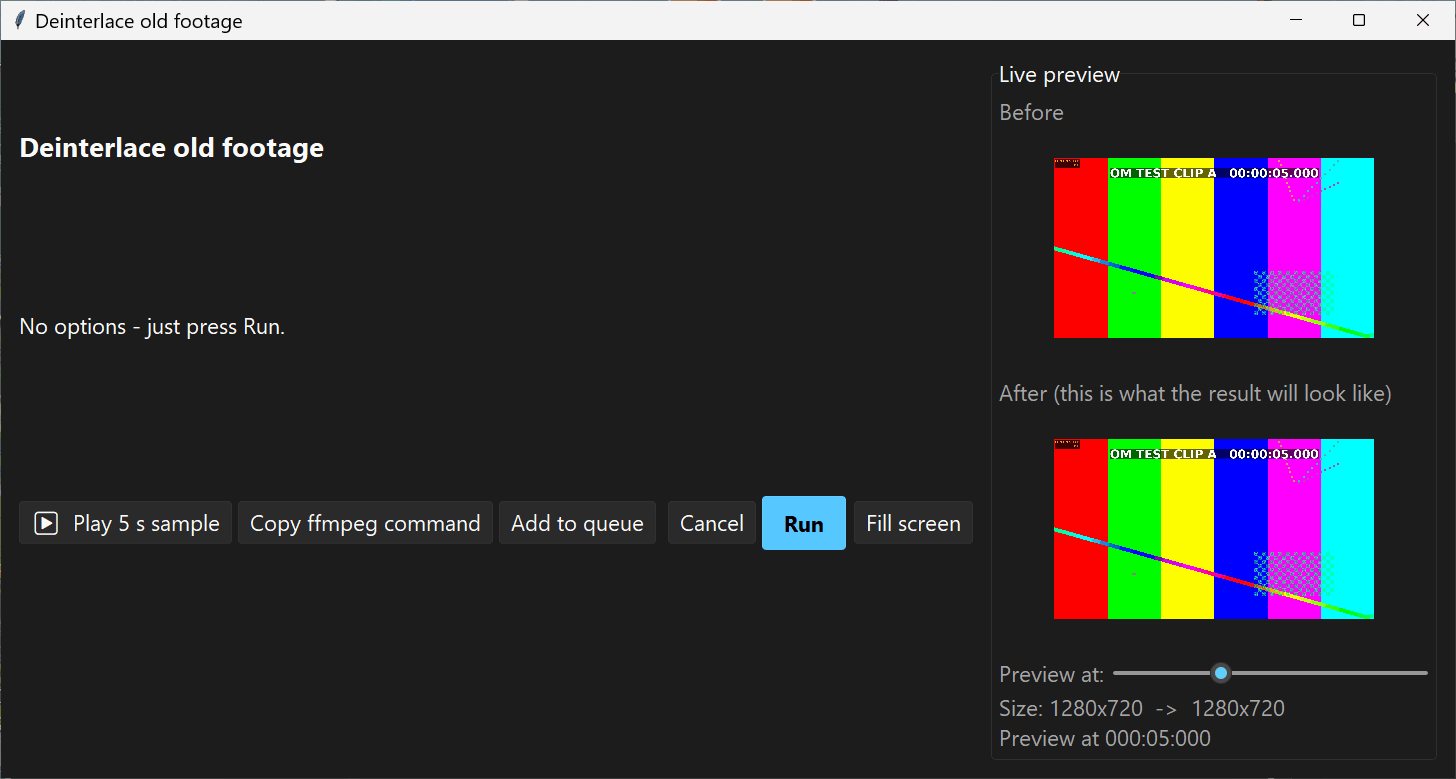 Deinterlace old footage
Deinterlace old footage
No options - just press Run.
Play 5 s sample
Copy ffmpeg command
Add to queue
Cancel
Run
Fill screen
Live preview
Before
OM TEST CLIP A 00:00:05.000
After (this is what the result will look like)
OM TEST CLIP A 00:00:05.000
Preview at:
Size: 1280x720 -> 1280x720
Preview at 000:05:000